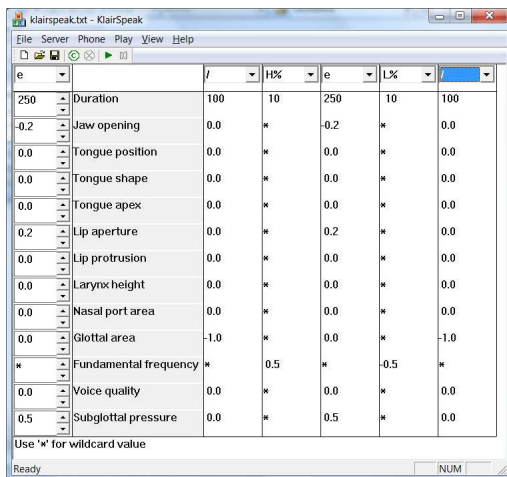 klairspeak.txt - KlairSpeak
File Server Phone Play View Help
e / H% e L% /
250 Duration 100 10 250 10 100
-0.2 Jaw opening 0.0 * -0.2 * 0.0
0.0 Tongue position 0.0 * 0.0 * 0.0
0.0 Tongue shape 0.0 * 0.0 * 0.0
0.0 Tongue apex 0.0 * 0.0 * 0.0
0.2 Lip aperture 0.0 * 0.2 * 0.0
0.0 Lip protrusion 0.0 * 0.0 * 0.0
0.0 Larynx height 0.0 * 0.0 * 0.0
0.0 Nasal port area 0.0 * 0.0 * 0.0
0.0 Glottal area -1.0 * 0.0 * -1.0
* Fundamental frequency * 0.5 * -0.5 *
0.0 Voice quality 0.0 * 0.0 * 0.0
0.5 Subglottal pressure 0.0 * 0.5 * 0.0
Use '*' for wildcard value
Ready NUM